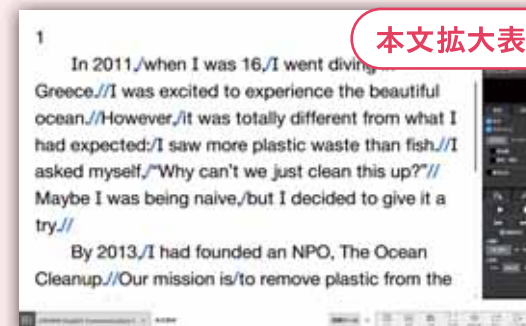 本文拡大表
1
In 2011,/when I was 16,/I went diving
Greece.//I was excited to experience the beautiful
ocean.//However,/it was totally different from what I
had expected:/I saw more plastic waste than fish.//I
asked myself,/"Why can't we just clean this up?"//
Maybe I was being naive,/but I decided to give it a
try.//
By 2013,/I had founded an NPO, The Ocean
Cleanup.//Our mission is/to remove plastic from the